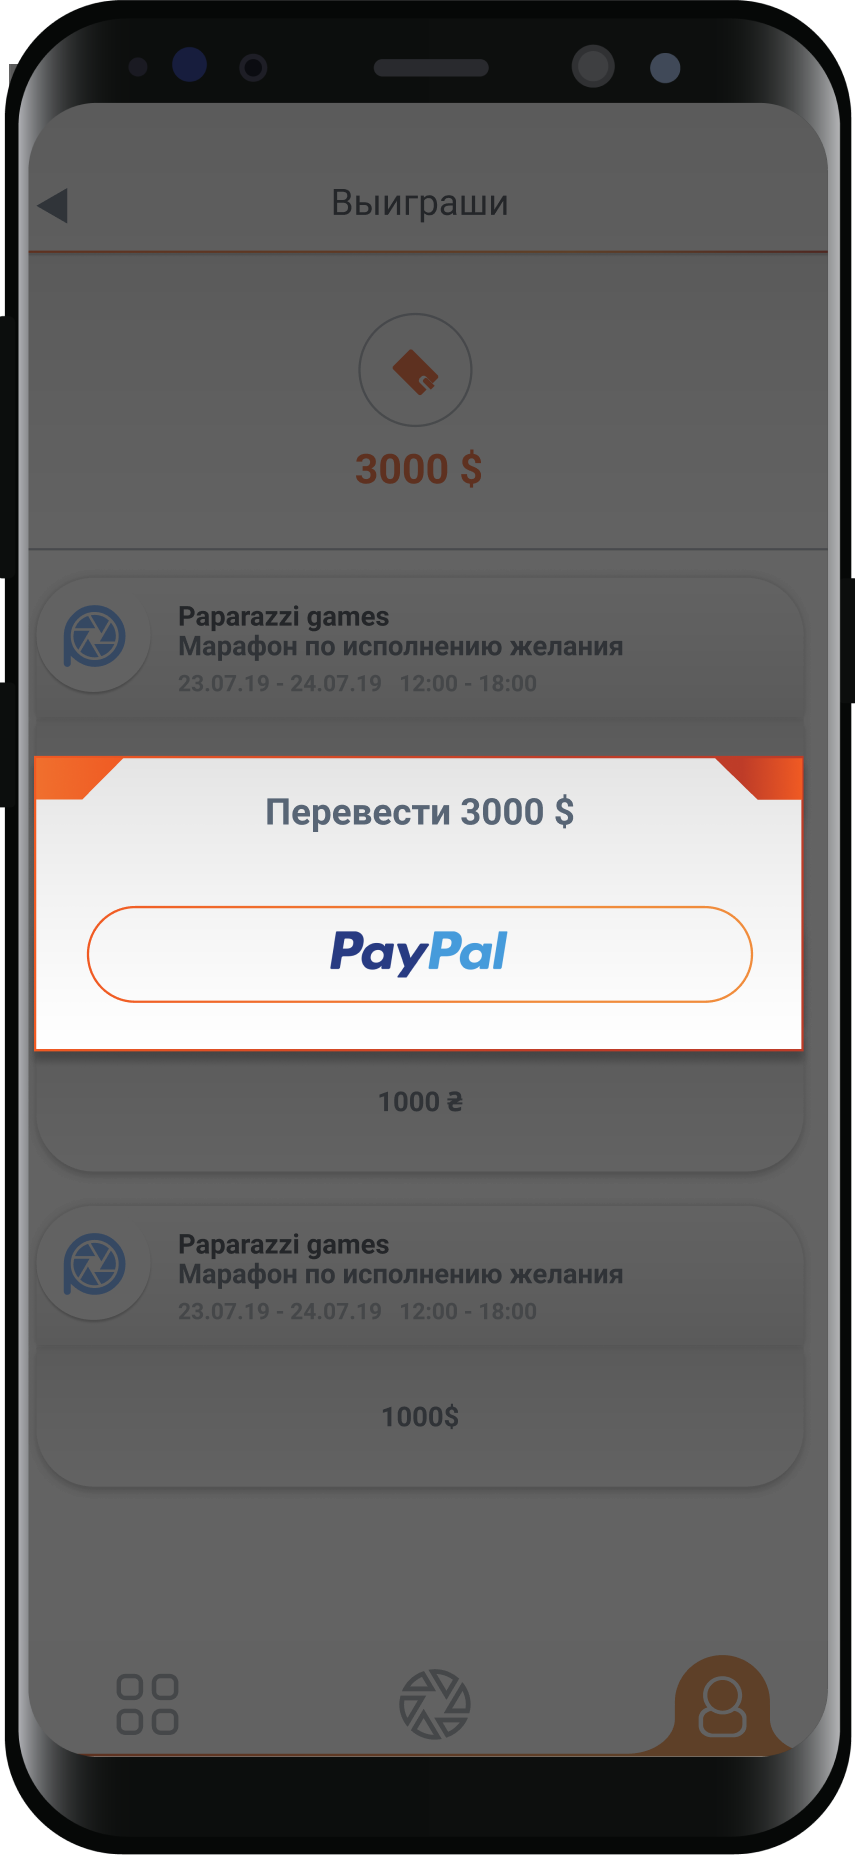 Выиграши
3000 $
Paparazzi games
Марафон по исполнению желания
23.07.19 - 24.07.19 12:00 - 18:00
Перевести 3000 $
PayPal
1000 ₴
Paparazzi games
Марафон по исполнению желания
23.07.19 - 24.07.19 12:00 - 18:00
1000$